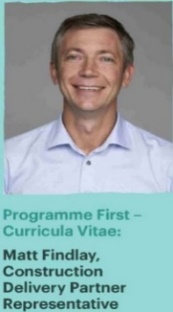 Programme First –
Curricula Vitae:
Matt Findlay,
Construction
Delivery Partner
Representative